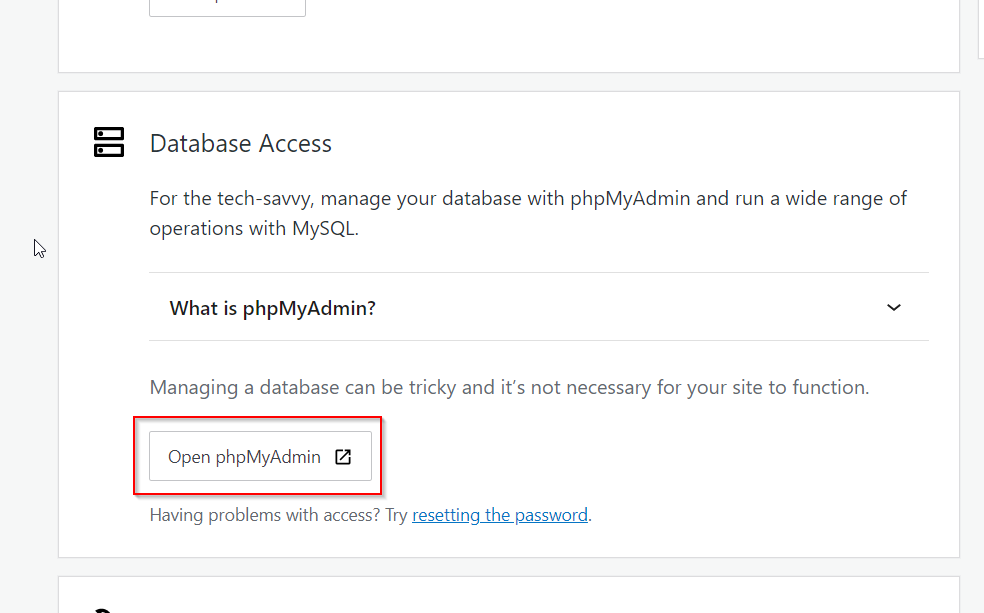 Database Access
For the tech-savvy, manage your database with phpMyAdmin and run a wide range of
operations with MySQL.
What is phpMyAdmin?
Managing a database can be tricky and it’s not necessary for your site to function.
Open phpMyAdmin
Having problems with access? Try resetting the password.